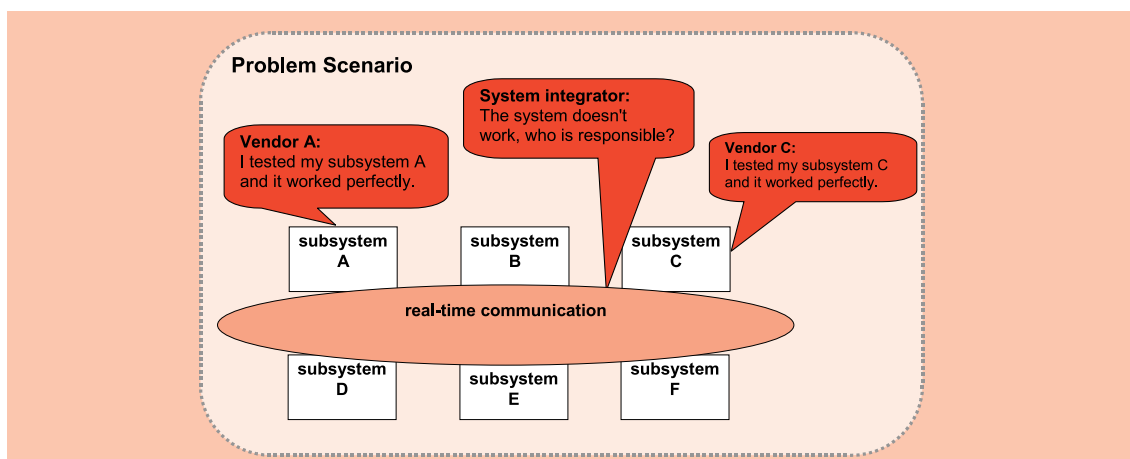 Problem Scenario
System integrator:
The system doesn't
work, who is responsible?
Vendor A:
I tested my subsystem A
and it worked perfectly.
Vendor C:
I tested my subsystem C
and it worked perfectly.
subsystem
A
subsystem
B
subsystem
C
real-time communication
subsystem
D
subsystem
E
subsystem
F